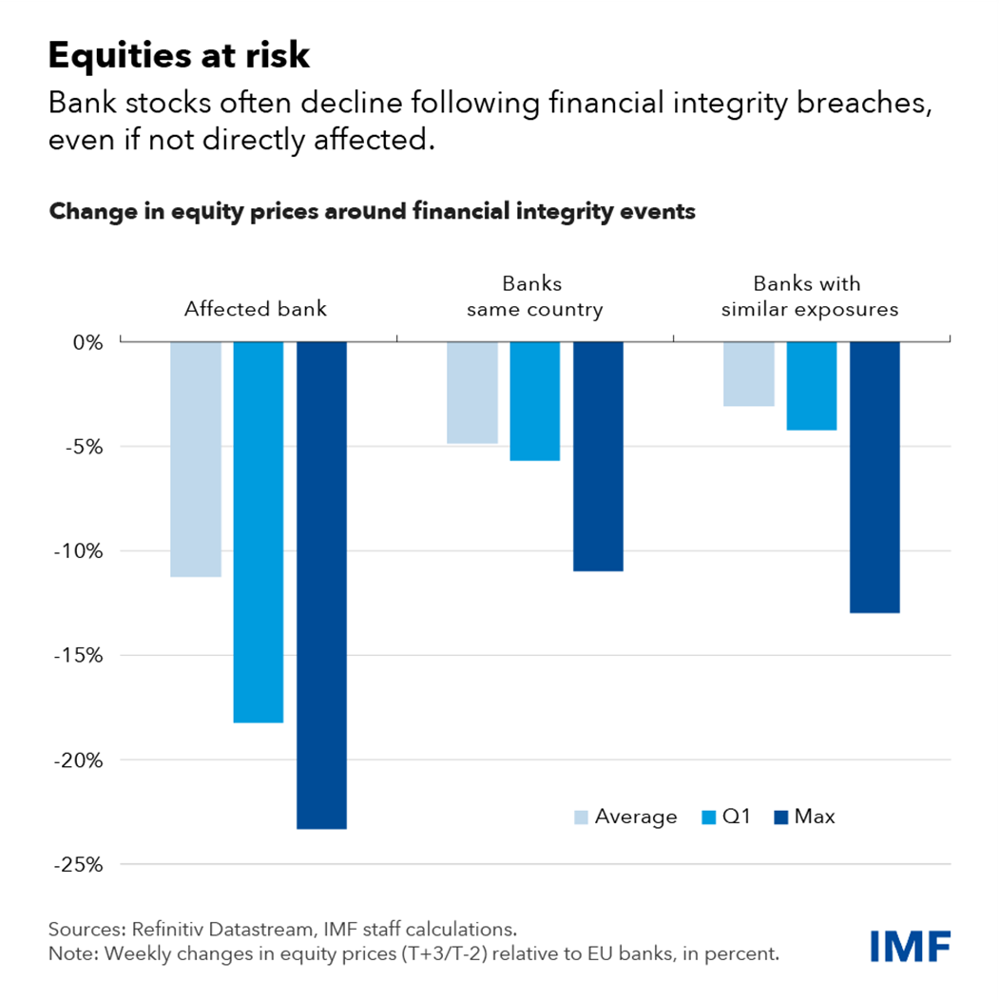 Equities at risk
Bank stocks often decline following financial integrity breaches,
even if not directly affected.
Change in equity prices around financial integrity events
Affected bank
Banks
same country
Banks with
similar exposures
0%
-5%
-10%
-15%
-20%
-25%
Average
Q1
Max
Sources: Refinitiv Datastream, IMF staff calculations.
Note: Weekly changes in equity prices (T+3/T-2) relative to EU banks, in percent.
IMF